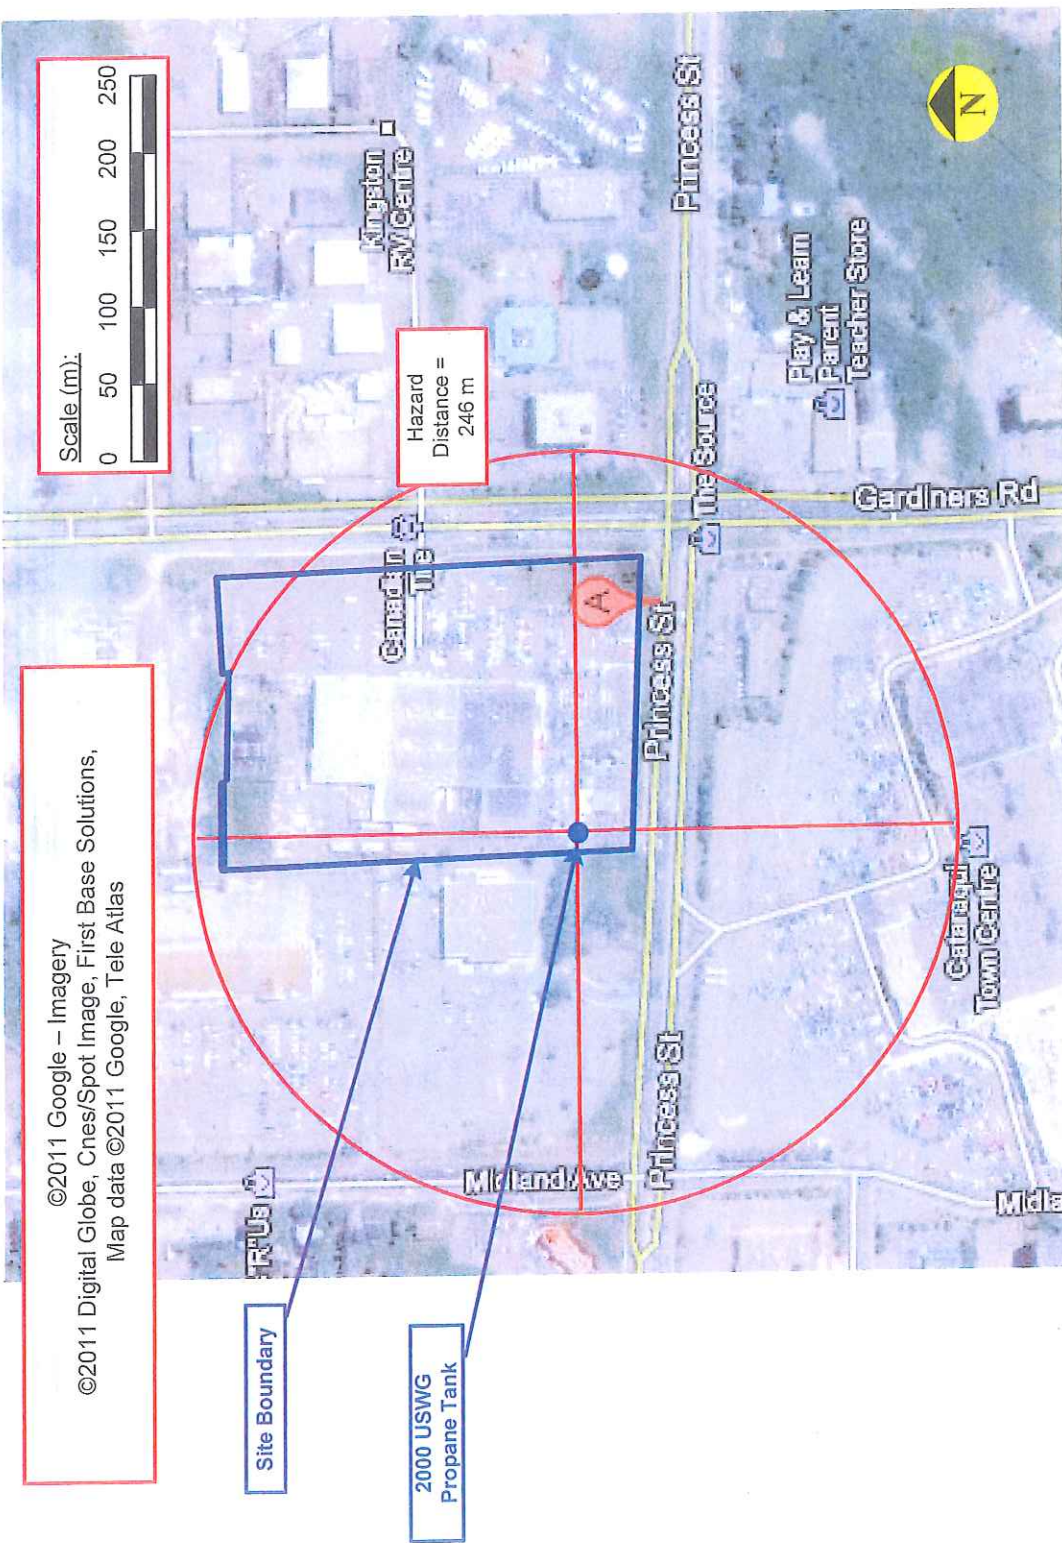 ©2011 Google – Imagery
©2011 Digital Globe, Cnes/Spot Image, First Base Solutions,
Map data ©2011 Google, Tele Atlas
Scale (m):
0 50 100 150 200 250
Site Boundary
2000 USWG
Propane Tank
Hazard
Distance =
246 m
"R"Us
Canadian
Tire
Kingston
RV Centre
Midland Ave
A
Princess St
Princess St
Princess St
The Source
Play & Learn
Parent
Teacher Store
Gardiners Rd
Cataraqui
Town Centre
Midla
N